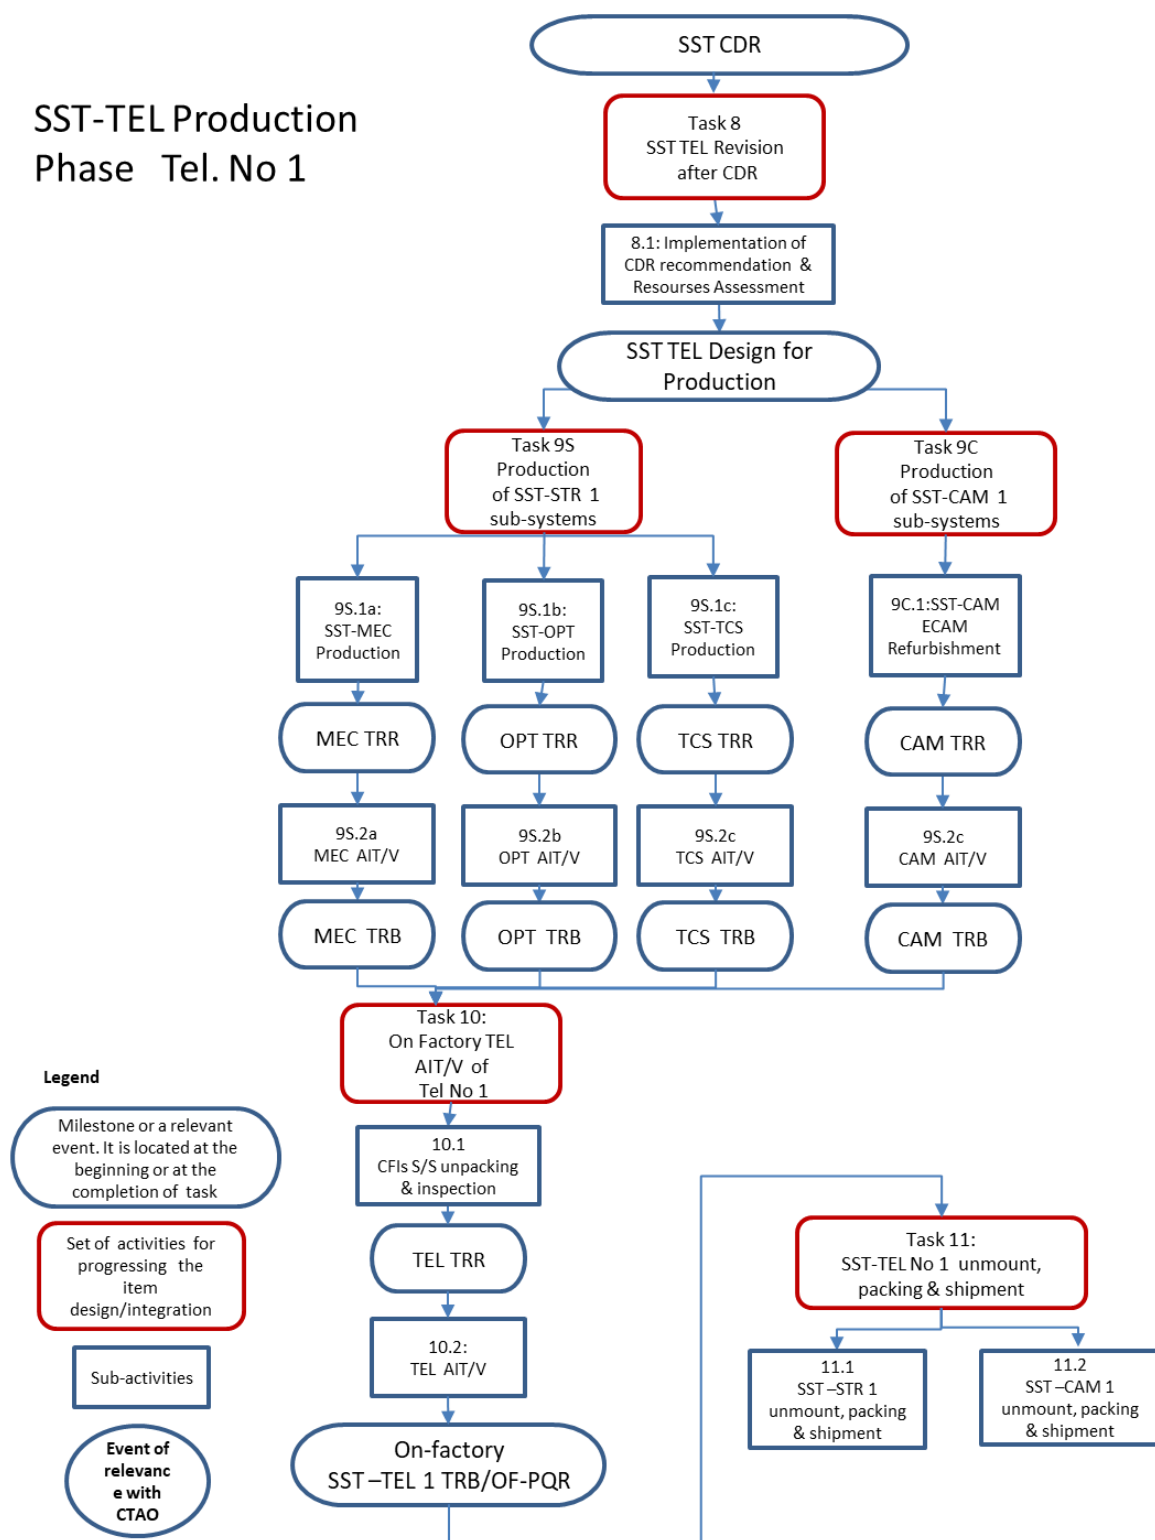 SST CDR
SST-TEL Production
Phase Tel. No 1
Task 8
SST TEL Revision
after CDR
8.1: Implementation of
CDR recommendation &
Resourses Assessment
SST TEL Design for
Production
Task 9S
Production
of SST-STR 1
sub-systems
Task 9C
Production
of SST-CAM 1
sub-systems
9S.1a:
SST-MEC
Production
9S.1b:
SST-OPT
Production
9S.1c:
SST-TCS
Production
9C.1:SST-CAM
ECAM
Refurbishment
MEC TRR
OPT TRR
TCS TRR
CAM TRR
9S.2a
MEC AIT/V
9S.2b
OPT AIT/V
9S.2c
TCS AIT/V
9S.2c
CAM AIT/V
MEC TRB
OPT TRB
TCS TRB
CAM TRB
Task 10:
On Factory TEL
AIT/V of
Tel No 1
Legend
Milestone or a relevant
event. It is located at the
beginning or at the
completion of task
Set of activities for
progressing the
item
design/integration
Sub-activities
Event of
relevanc
e with
CTAO
10.1
CFIs S/S unpacking
& inspection
TEL TRR
10.2:
TEL AIT/V
On-factory
SST –TEL 1 TRB/OF-PQR
Task 11:
SST-TEL No 1 unmount,
packing & shipment
11.1
SST –STR 1
unmount, packing
& shipment
11.2
SST –CAM 1
unmount, packing
& shipment